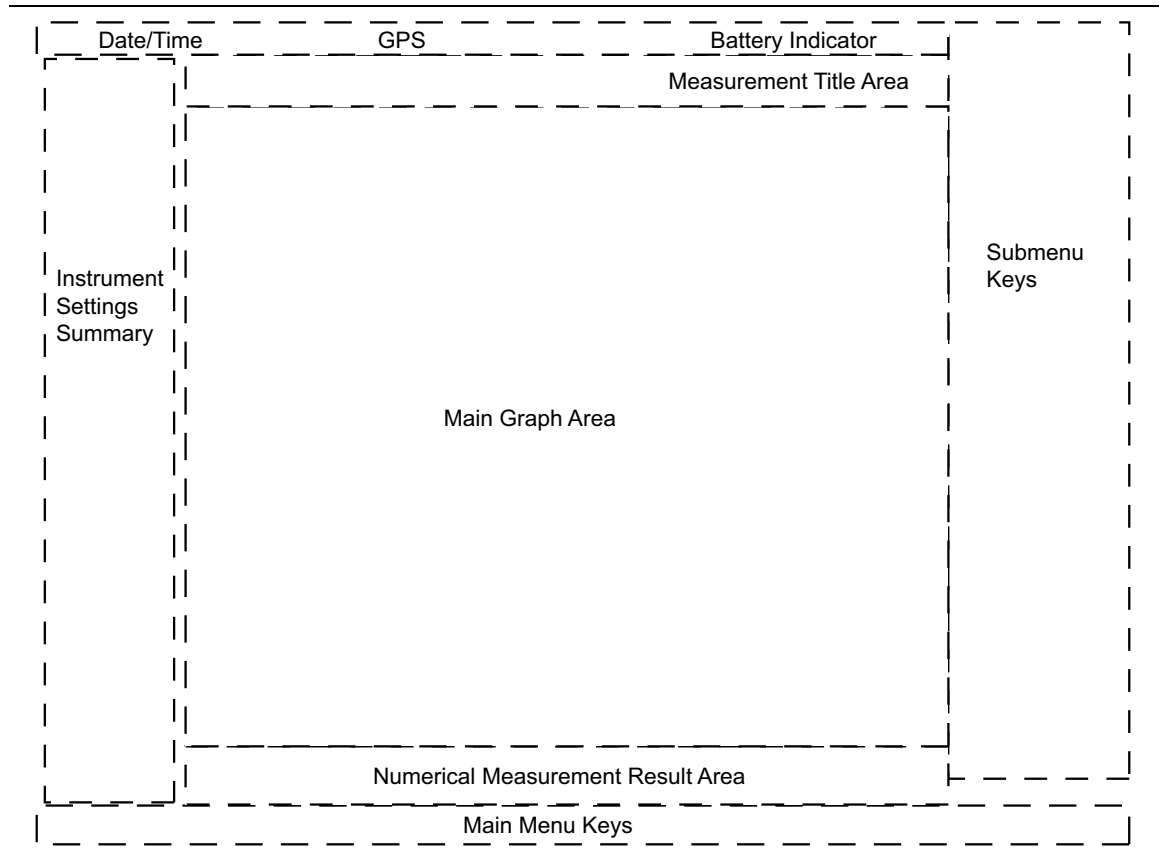 Date/Time GPS Battery Indicator
Measurement Title Area
Instrument
Settings
Summary
Submenu
Keys
Main Graph Area
Numerical Measurement Result Area
Main Menu Keys